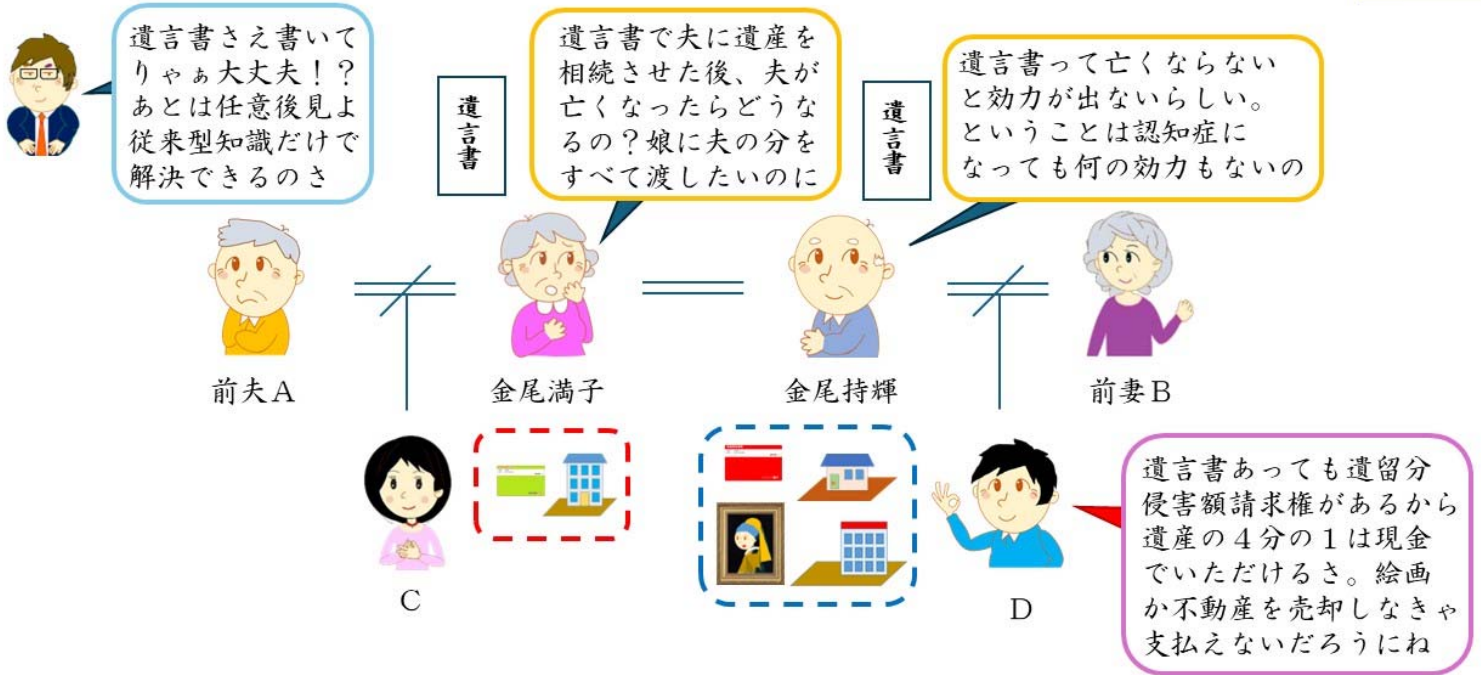 遺言書さえ書いて
りゃぁ大丈夫！？
あとは任意後見よ
従来型知識だけで
解決できるのさ
遺言書
遺言書で夫に遺産を
相続させた後、夫が
亡くなったらどうな
るの？娘に夫の分を
すべて渡したいのに
遺言書
遺言書って亡くならない
と効力が出ないらしい。
ということは認知症に
なっても何の効力もないの
前夫A
金尾満子
金尾持輝
前妻B
C
D
遺言書あっても遺留分
侵害額請求権があるから
遺産の４分の１は現金
でいただけるさ。絵画
か不動産を売却しなきゃ
支払えないだろうにね